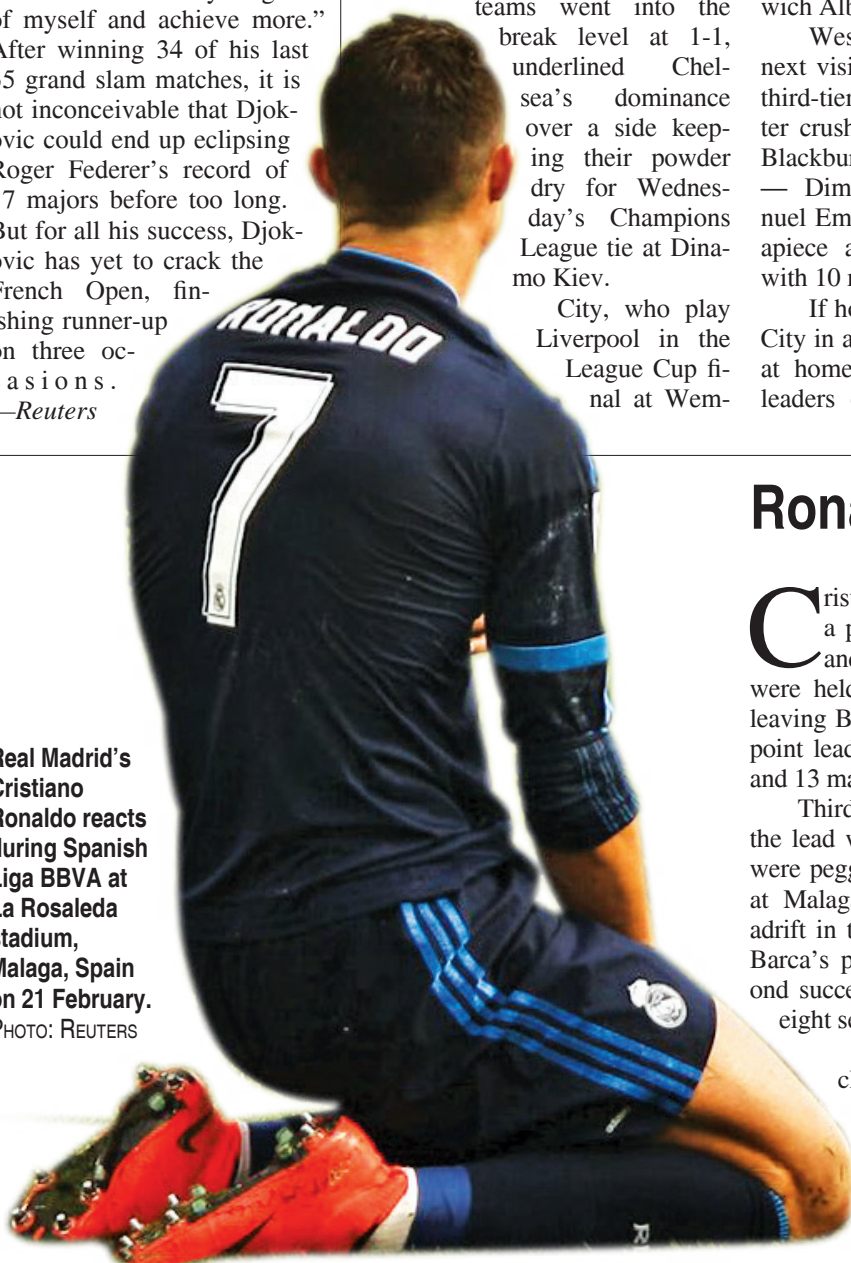 of myself and achieve more.”
After winning 34 of his last
grand slam matches, it is
not inconceivable that Djok-
ovic could end up eclipsing
Roger Federer’s record of
7 majors before too long.
But for all his success, Djok-
ovic has yet to crack the
French Open, fin-
ishing runner-up
on three oc-
casions.
—Reuters
teams went into the
break level at 1-1,
underlined Chel-
sea’s dominance
over a side keep-
ing their powder
dry for Wednes-
day’s Champions
League tie at Dina-
mo Kiev.
City, who play
Liverpool in the
League Cup fi-
nal at Wem-
wich Alb
Wes
next visi
third-tier
ter crush
Blackbur
— Dim
nuel Em
apiece a
with 10
If ho
City in a
at home
leaders
RONALDO
7
Real Madrid’s
Cristiano
Ronaldo reacts
during Spanish
Liga BBVA at
La Rosaleda
stadium,
Malaga, Spain
on 21 February.
PHOTO: REUTERS
Rona
Crist
a p
and
were held
leaving B
point lead
and 13 ma
Third
the lead
were pegg
at Malag
adrift in t
Barca’s p
ond succe
eight se
cl